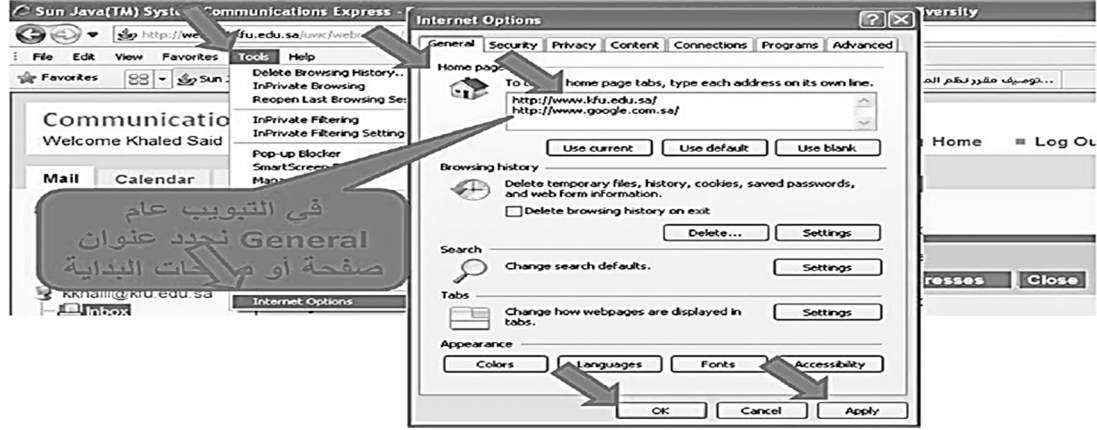 Sun Java(TM) System Communications Express -
versity
fu.edu.sa/uwc/webm
File Edit View Favorites Tools Help
Favorites
Sun
توصيف مقرر نظم الم...
Communicatio
Welcome Khaled Said
Home
Log Ou
Mail Calendar
Delete Browsing History...
InPrivate Browsing
Reopen Last Browsing Se
InPrivate Filtering
InPrivate Filtering Setting
Pop-up Blocker
Internet Options
في التبويب عام
General نحدد عنوان
صفحة أو البداية
kkhalil@kfu.edu.sa
Inbox
resses Close
Internet Options
General Security Privacy Content Connections Programs Advanced
Home page
home page tabs, type each address on its own line.
http://www.kfu.edu.sa/
http://www.google.com.sa/
Use current Use default Use blank
Browsing history
Delete temporary files, history, cookies, saved passwords,
and web form information.
Delete browsing history on exit
Delete... Settings
Search
Change search defaults.
Settings
Tabs
Change how webpages are displayed in
tabs.
Settings
Appearance
Colors Languages Fonts Accessibility
OK Cancel Apply